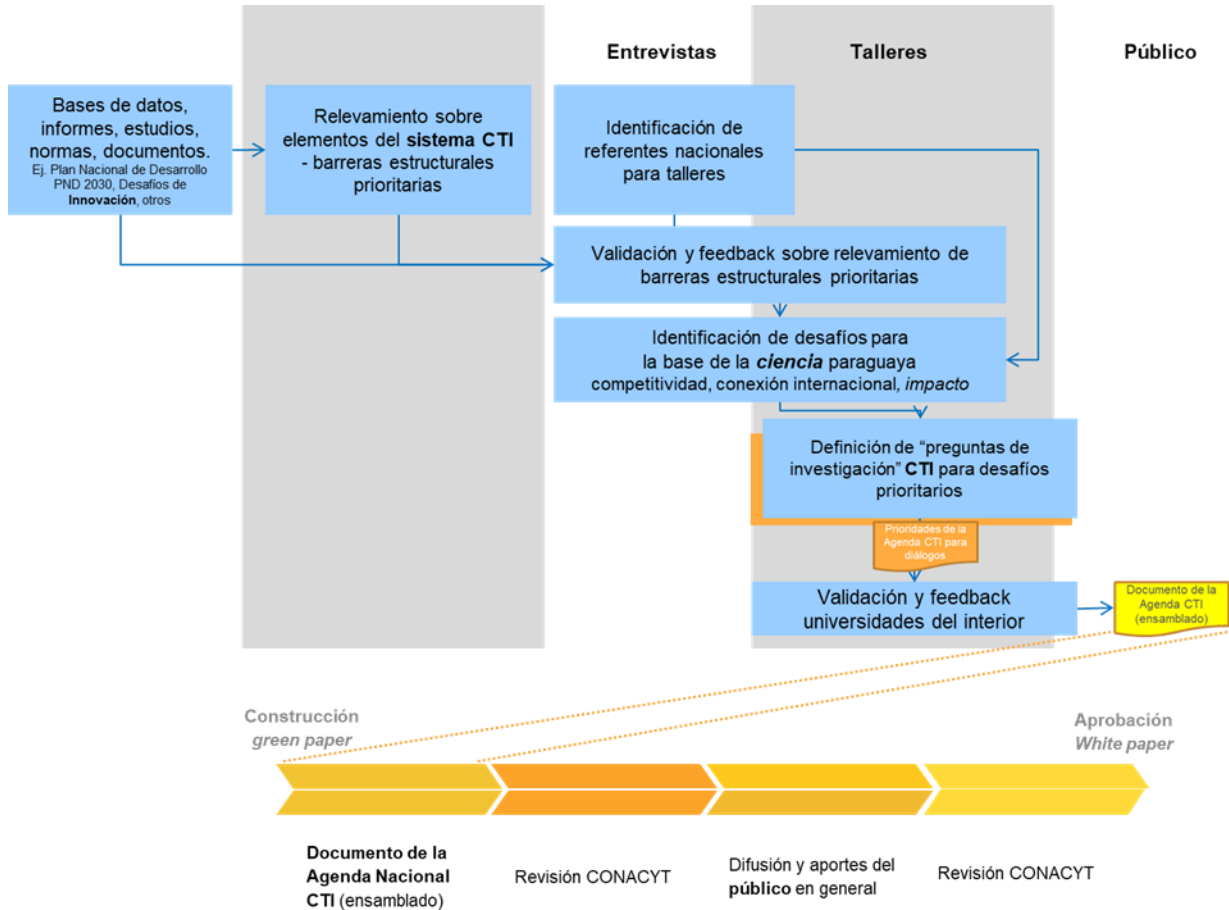 Entrevistas
Talleres
Público
Bases de datos,
informes, estudios,
normas, documentos.
Ej. Plan Nacional de Desarrollo
PND 2030, Desafíos de
Innovación, otros
Relevamiento sobre
elementos del sistema CTI
- barreras estructurales
prioritarias
Identificación de
referentes nacionales
para talleres
Validación y feedback sobre relevamiento de
barreras estructurales prioritarias
Identificación de desafíos para
la base de la ciencia paraguaya
competitividad, conexión internacional, impacto
Definición de “preguntas de
investigación” CTI para desafíos
prioritarios
Prioridades de la
Agenda CTI para
diálogos
Validación y feedback
universidades del interior
Documento de la
Agenda CTI
(ensamblado)
Construcción
green paper
Aprobación
White paper
Documento de la
Agenda Nacional
CTI (ensamblado)
Revisión CONACYT
Difusión y aportes del
público en general
Revisión CONACYT